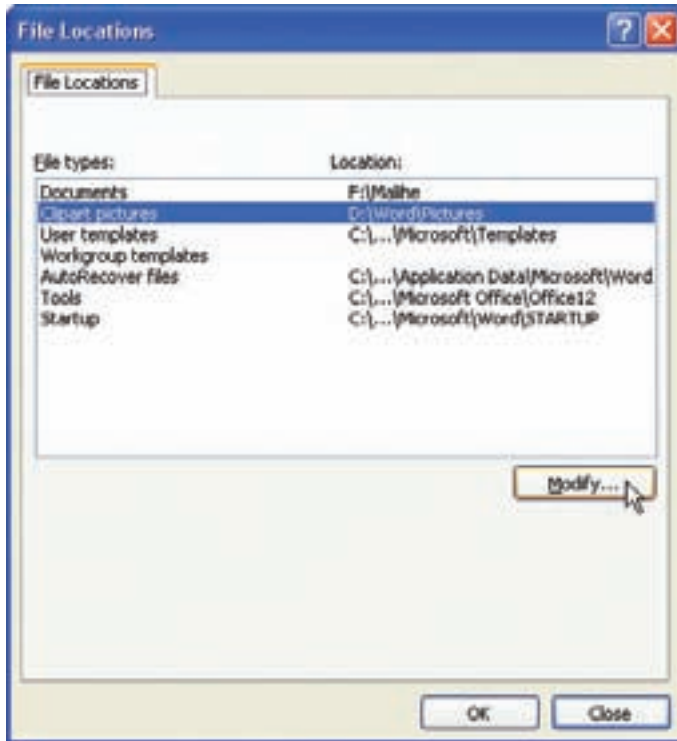 File Locations
File Locations
File types: Location:
Documents F:\Malihe
Clipart pictures D:\Word\Pictures
User templates C:\...\Microsoft\Templates
Workgroup templates
AutoRecover files C:\...\Application Data\Microsoft\Word
Tools C:\...\Microsoft Office\Office12
Startup C:\...\Microsoft\Word\STARTUP
Modify...
OK Close